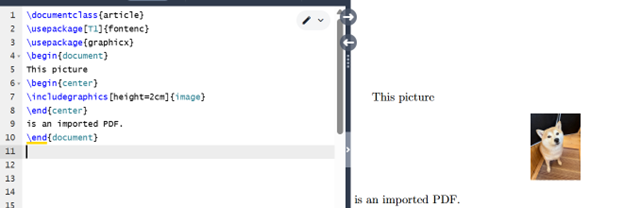 1 \documentclass{article}
2 \usepackage[T1]{fontenc}
3 \usepackage{graphicx}
4 \begin{document}
5 This picture
6 \begin{center}
7 \includegraphics[height=2cm]{image}
8 \end{center}
9 is an imported PDF.
10 \end{document}
11
12
13
14
15
This picture
is an imported PDF.